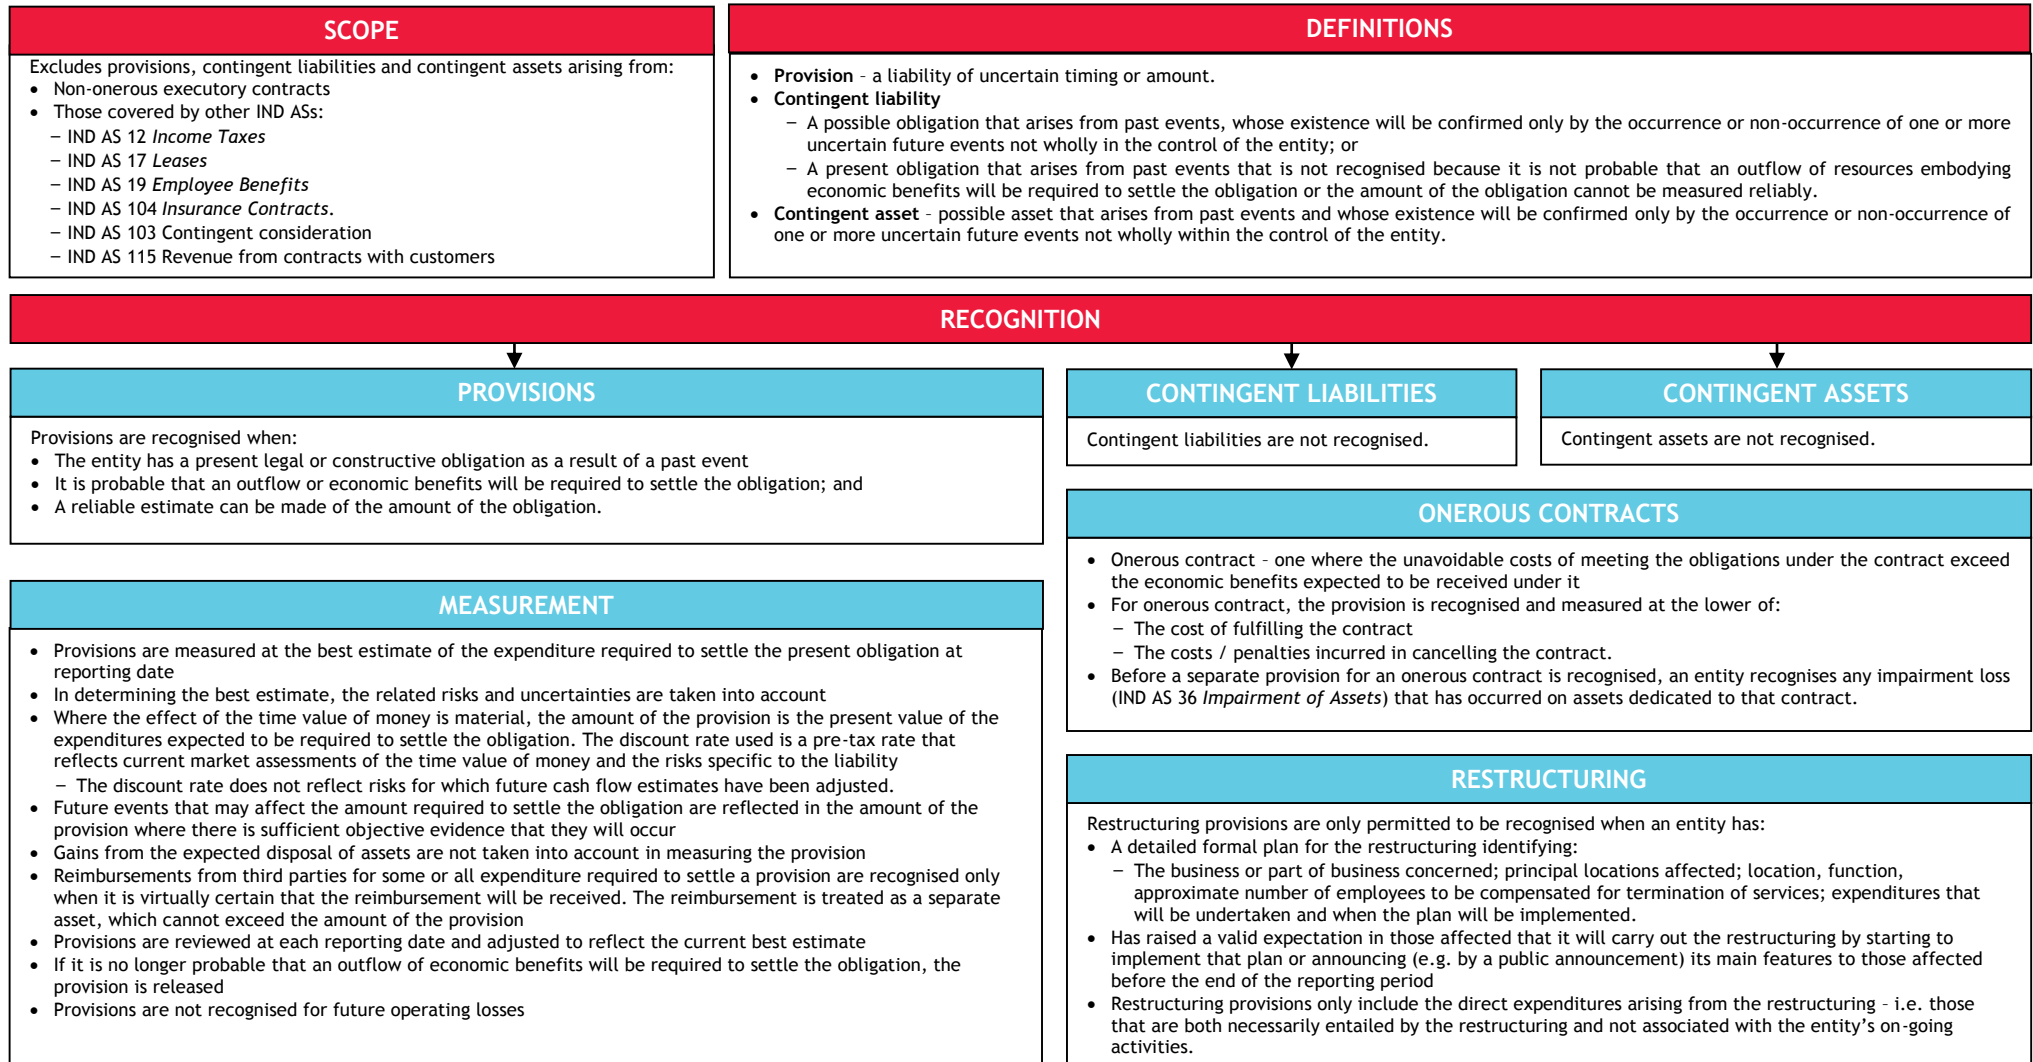 SCOPE
Excludes provisions, contingent liabilities and contingent assets arising from:
• Non-onerous executory contracts
• Those covered by other IND ASs:
− IND AS 12 Income Taxes
− IND AS 17 Leases
− IND AS 19 Employee Benefits
− IND AS 104 Insurance Contracts.
− IND AS 103 Contingent consideration
− IND AS 115 Revenue from contracts with customers
DEFINITIONS
• Provision – a liability of uncertain timing or amount.
• Contingent liability
− A possible obligation that arises from past events, whose existence will be confirmed only by the occurrence or non-occurrence of one or more
uncertain future events not wholly in the control of the entity; or
− A present obligation that arises from past events that is not recognised because it is not probable that an outflow of resources embodying
economic benefits will be required to settle the obligation or the amount of the obligation cannot be measured reliably.
• Contingent asset – possible asset that arises from past events and whose existence will be confirmed only by the occurrence or non-occurrence of
one or more uncertain future events not wholly within the control of the entity.
RECOGNITION
PROVISIONS
Provisions are recognised when:
• The entity has a present legal or constructive obligation as a result of a past event
• It is probable that an outflow or economic benefits will be required to settle the obligation; and
• A reliable estimate can be made of the amount of the obligation.
CONTINGENT LIABILITIES
Contingent liabilities are not recognised.
CONTINGENT ASSETS
Contingent assets are not recognised.
MEASUREMENT
• Provisions are measured at the best estimate of the expenditure required to settle the present obligation at
reporting date
• In determining the best estimate, the related risks and uncertainties are taken into account
• Where the effect of the time value of money is material, the amount of the provision is the present value of the
expenditures expected to be required to settle the obligation. The discount rate used is a pre-tax rate that
reflects current market assessments of the time value of money and the risks specific to the liability
− The discount rate does not reflect risks for which future cash flow estimates have been adjusted.
• Future events that may affect the amount required to settle the obligation are reflected in the amount of the
provision where there is sufficient objective evidence that they will occur
• Gains from the expected disposal of assets are not taken into account in measuring the provision
• Reimbursements from third parties for some or all expenditure required to settle a provision are recognised only
when it is virtually certain that the reimbursement will be received. The reimbursement is treated as a separate
asset, which cannot exceed the amount of the provision
• Provisions are reviewed at each reporting date and adjusted to reflect the current best estimate
• If it is no longer probable that an outflow of economic benefits will be required to settle the obligation, the
provision is released
• Provisions are not recognised for future operating losses
ONEROUS CONTRACTS
• Onerous contract – one where the unavoidable costs of meeting the obligations under the contract exceed
the economic benefits expected to be received under it
• For onerous contract, the provision is recognised and measured at the lower of:
− The cost of fulfilling the contract
− The costs / penalties incurred in cancelling the contract.
• Before a separate provision for an onerous contract is recognised, an entity recognises any impairment loss
(IND AS 36 Impairment of Assets) that has occurred on assets dedicated to that contract.
RESTRUCTURING
Restructuring provisions are only permitted to be recognised when an entity has:
• A detailed formal plan for the restructuring identifying:
− The business or part of business concerned; principal locations affected; location, function,
approximate number of employees to be compensated for termination of services; expenditures that
will be undertaken and when the plan will be implemented.
• Has raised a valid expectation in those affected that it will carry out the restructuring by starting to
implement that plan or announcing (e.g. by a public announcement) its main features to those affected
before the end of the reporting period
• Restructuring provisions only include the direct expenditures arising from the restructuring – i.e. those
that are both necessarily entailed by the restructuring and not associated with the entity's on-going
activities.